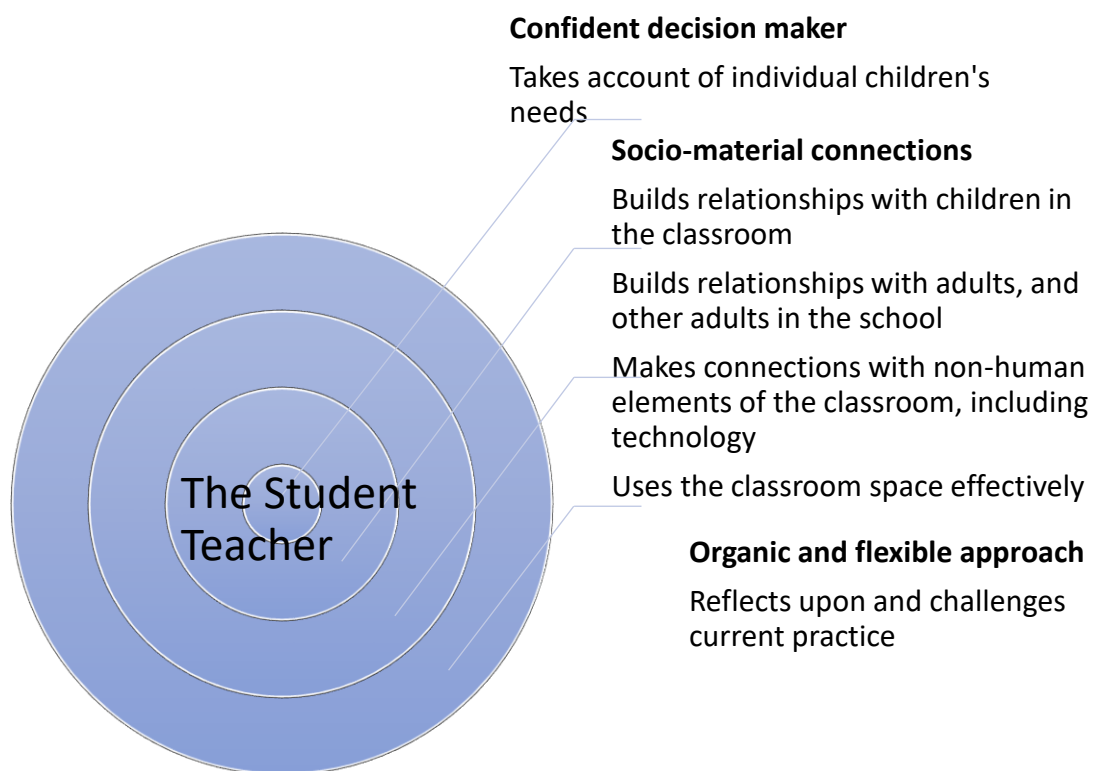 Confident decision maker
Takes account of individual children's
needs
Socio-material connections
Builds relationships with children in
the classroom
Builds relationships with adults, and
other adults in the school
Makes connections with non-human
elements of the classroom, including
technology
Uses the classroom space effectively
The Student
Teacher
Organic and flexible approach
Reflects upon and challenges
current practice